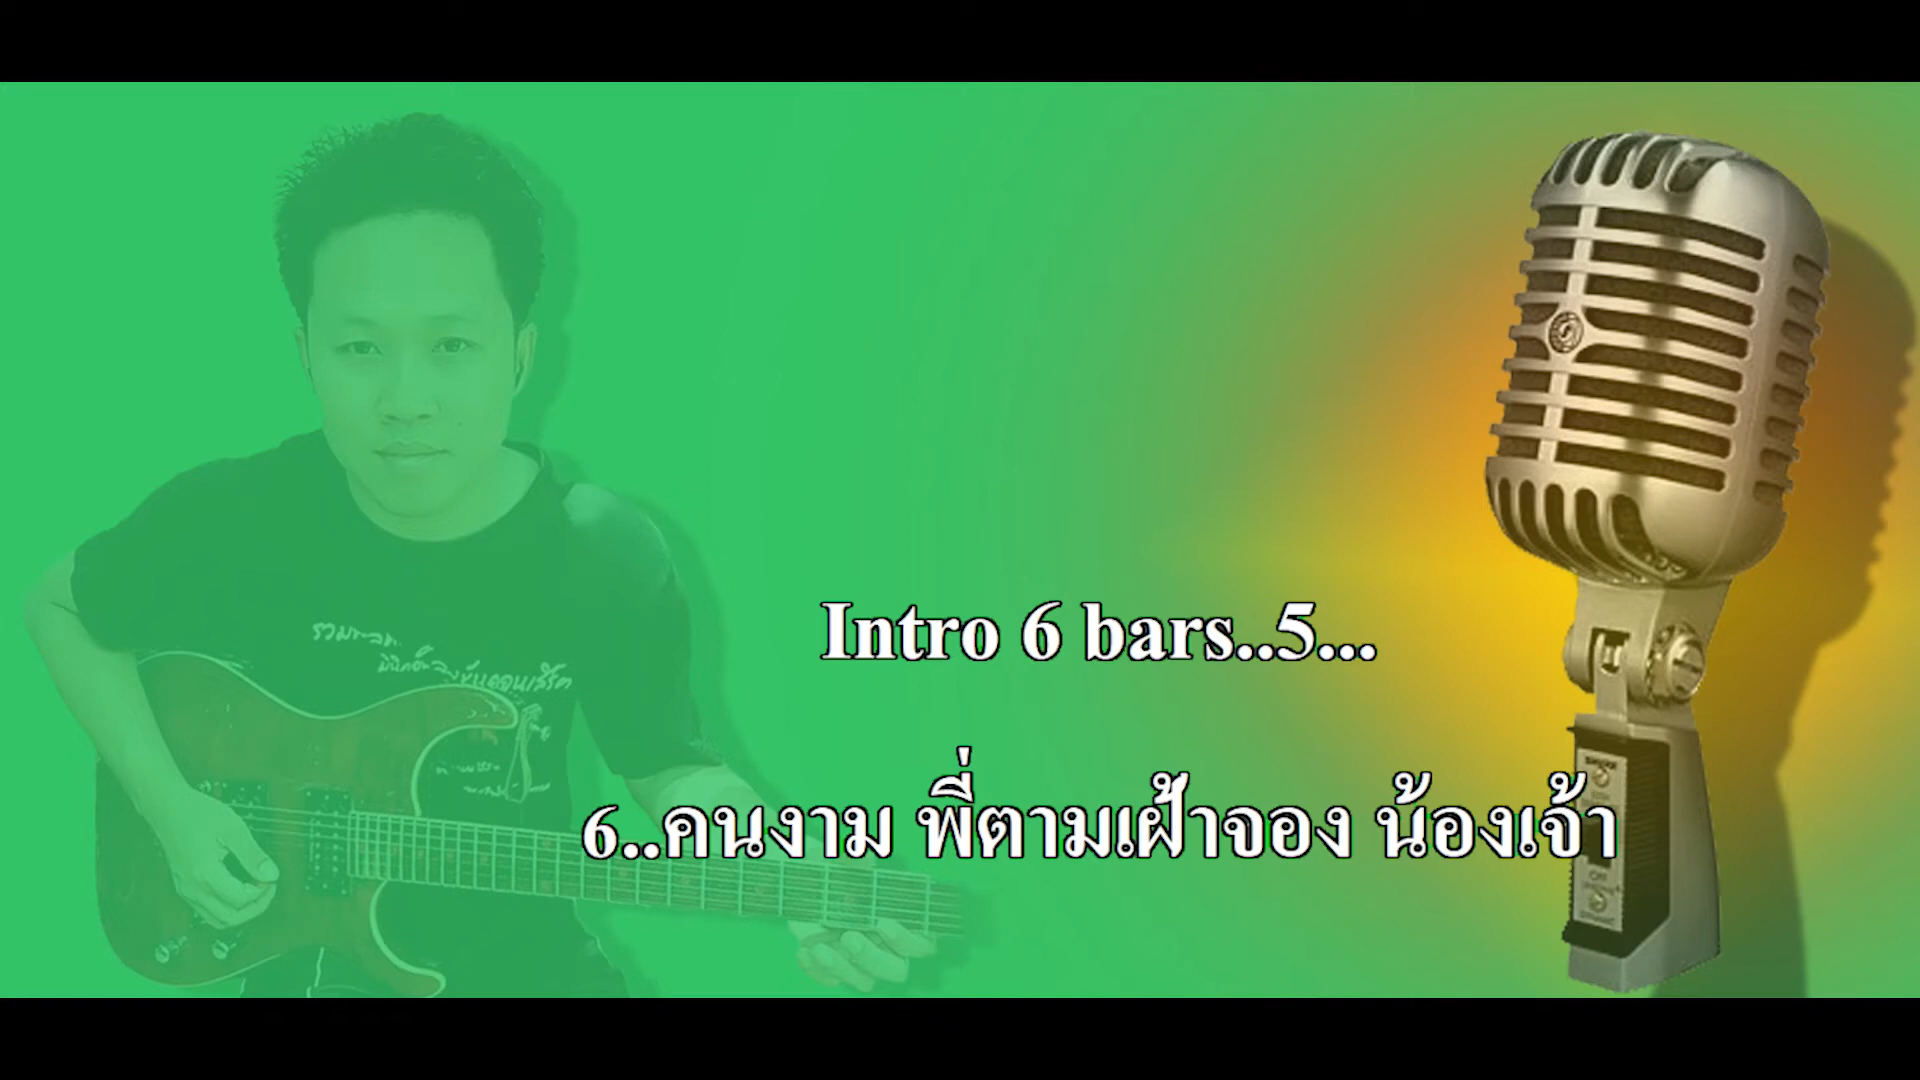 Intro 6 bars..5...
6..คนงาม พี่ตามเฝ้าจอง น้องเจ้า